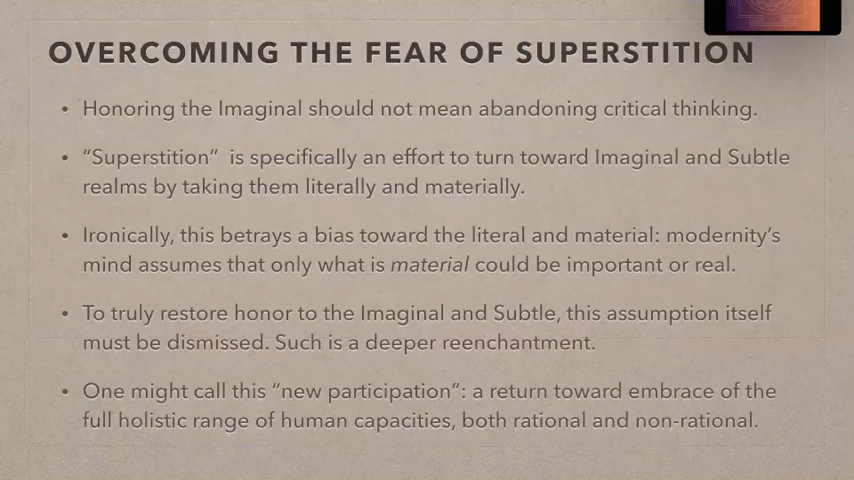 OVERCOMING THE FEAR OF SUPERSTITION
• Honoring the Imaginal should not mean abandoning critical thinking.
• “Superstition” is specifically an effort to turn toward Imaginal and Subtle
realms by taking them literally and materially.
• Ironically, this betrays a bias toward the literal and material: modernity’s
mind assumes that only what is material could be important or real.
• To truly restore honor to the Imaginal and Subtle, this assumption itself
must be dismissed. Such is a deeper reenchantment.
• One might call this “new participation”: a return toward embrace of the
full holistic range of human capacities, both rational and non-rational.